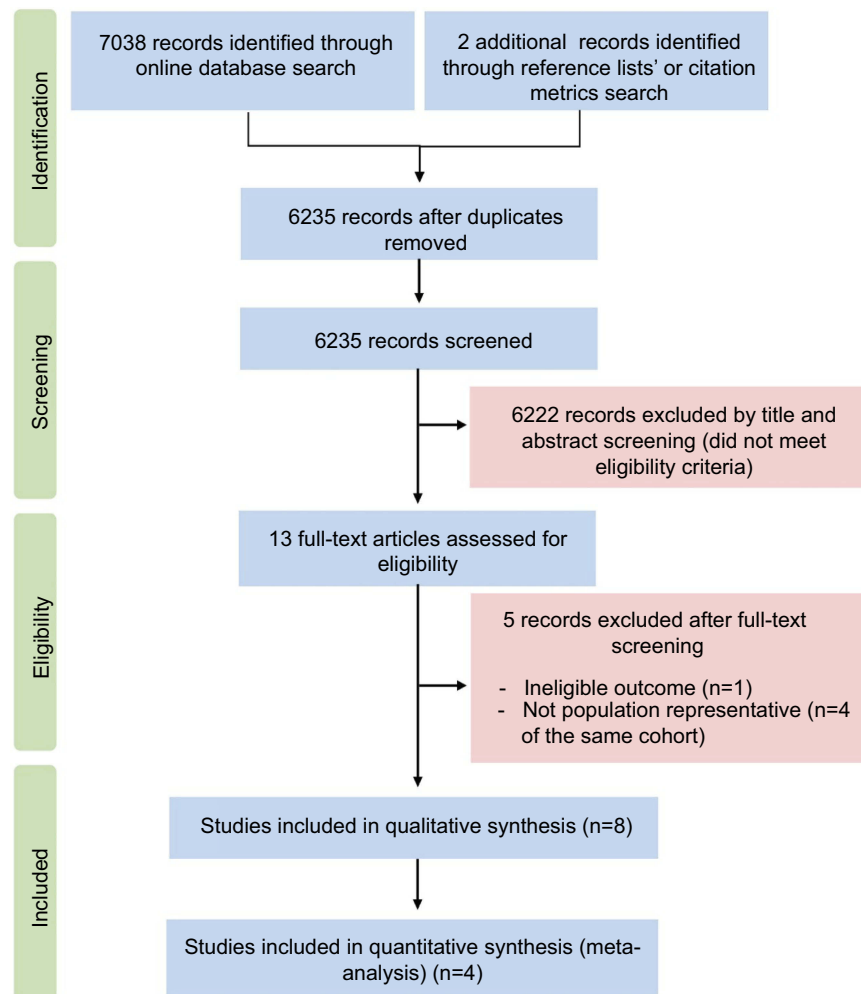 Identification
7038 records identified through
online database search
2 additional  records identified
through reference lists’ or citation
metrics search
6235 records after duplicates
removed
Screening
6235 records screened
6222 records excluded by title and
abstract screening (did not meet
eligibility criteria)
Eligibility
13 full-text articles assessed for
eligibility
5 records excluded after full-text
screening
- Ineligible outcome (n=1)
- Not population representative (n=4
of the same cohort)
Included
Studies included in qualitative synthesis (n=8)
Studies included in quantitative synthesis (meta-
analysis) (n=4)